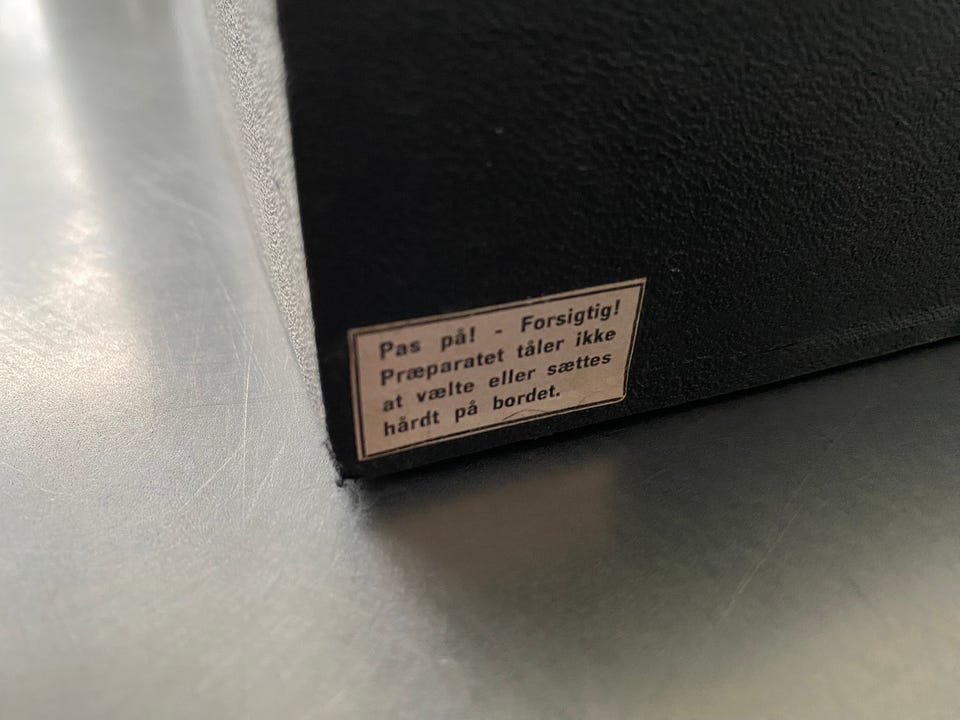 Pas på! - Forsigtig!
Præparatet tåler ikke
at vælte eller sættes
hårdt på bordet.